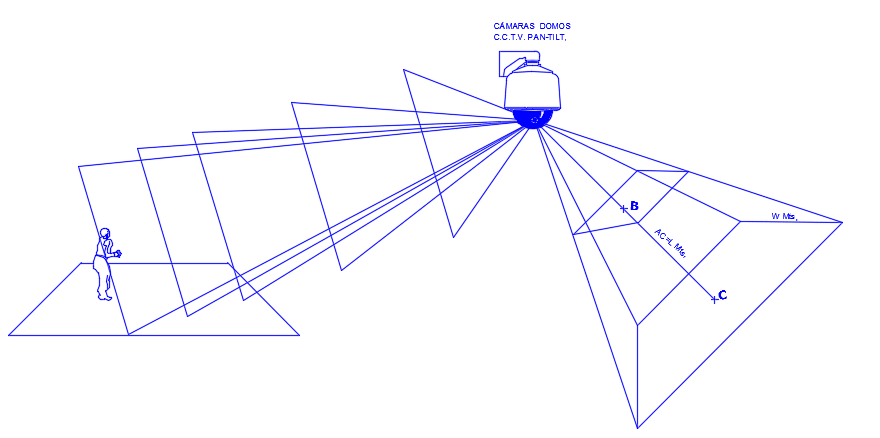 CÁMARAS DOMOS
C.C.T.V. PAN-TILT,
B
W Mts,
AC=L Mts,
C